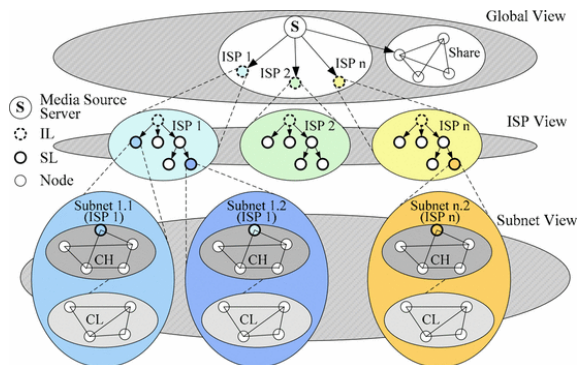 Global View
S
ISP 1
ISP 2
ISP n
Share
S Media Source
Server
IL
SL
Node
ISP 1
ISP 2
ISP n
ISP View
Subnet 1.1
(ISP 1)
Subnet 1.2
(ISP 1)
Subnet n.2
(ISP n)
Subnet View
CH
CH
CH
CL
CL
CL